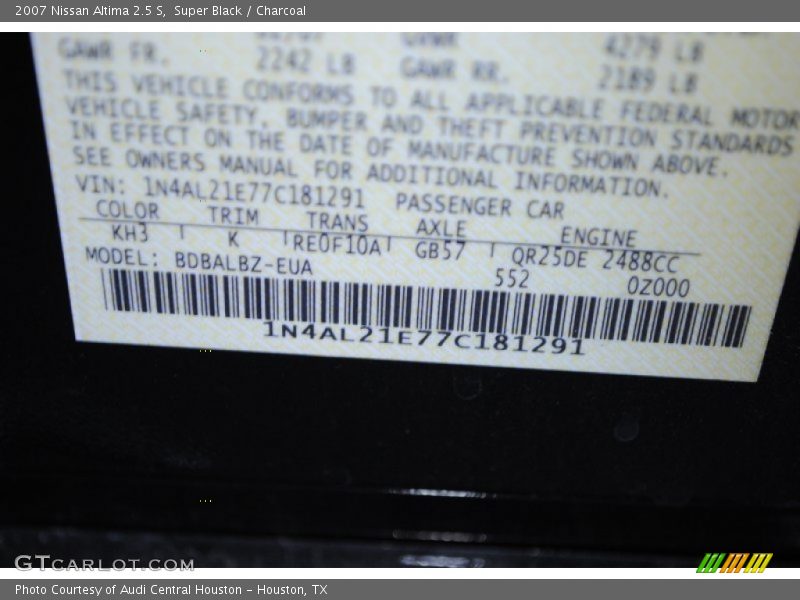 2007 Nissan Altima 2.5 S, Super Black / Charcoal
GVWR 4279 LB
GAWR FR. 2242 LB GAWR RR. 2189 LB
THIS VEHICLE CONFORMS TO ALL APPLICABLE FEDERAL MOTOR
VEHICLE SAFETY, BUMPER AND THEFT PREVENTION STANDARDS
IN EFFECT ON THE DATE OF MANUFACTURE SHOWN ABOVE.
SEE OWNERS MANUAL FOR ADDITIONAL INFORMATION.
VIN: 1N4AL21E77C181291 PASSENGER CAR
COLOR TRIM TRANS AXLE ENGINE
KH3 K RE0F10A GB57 QR25DE 2488CC
MODEL: BDBALBZ-EUA 552 0Z000
1N4AL21E77C181291
GTCARLOT.COM
Photo Courtesy of Audi Central Houston - Houston, TX